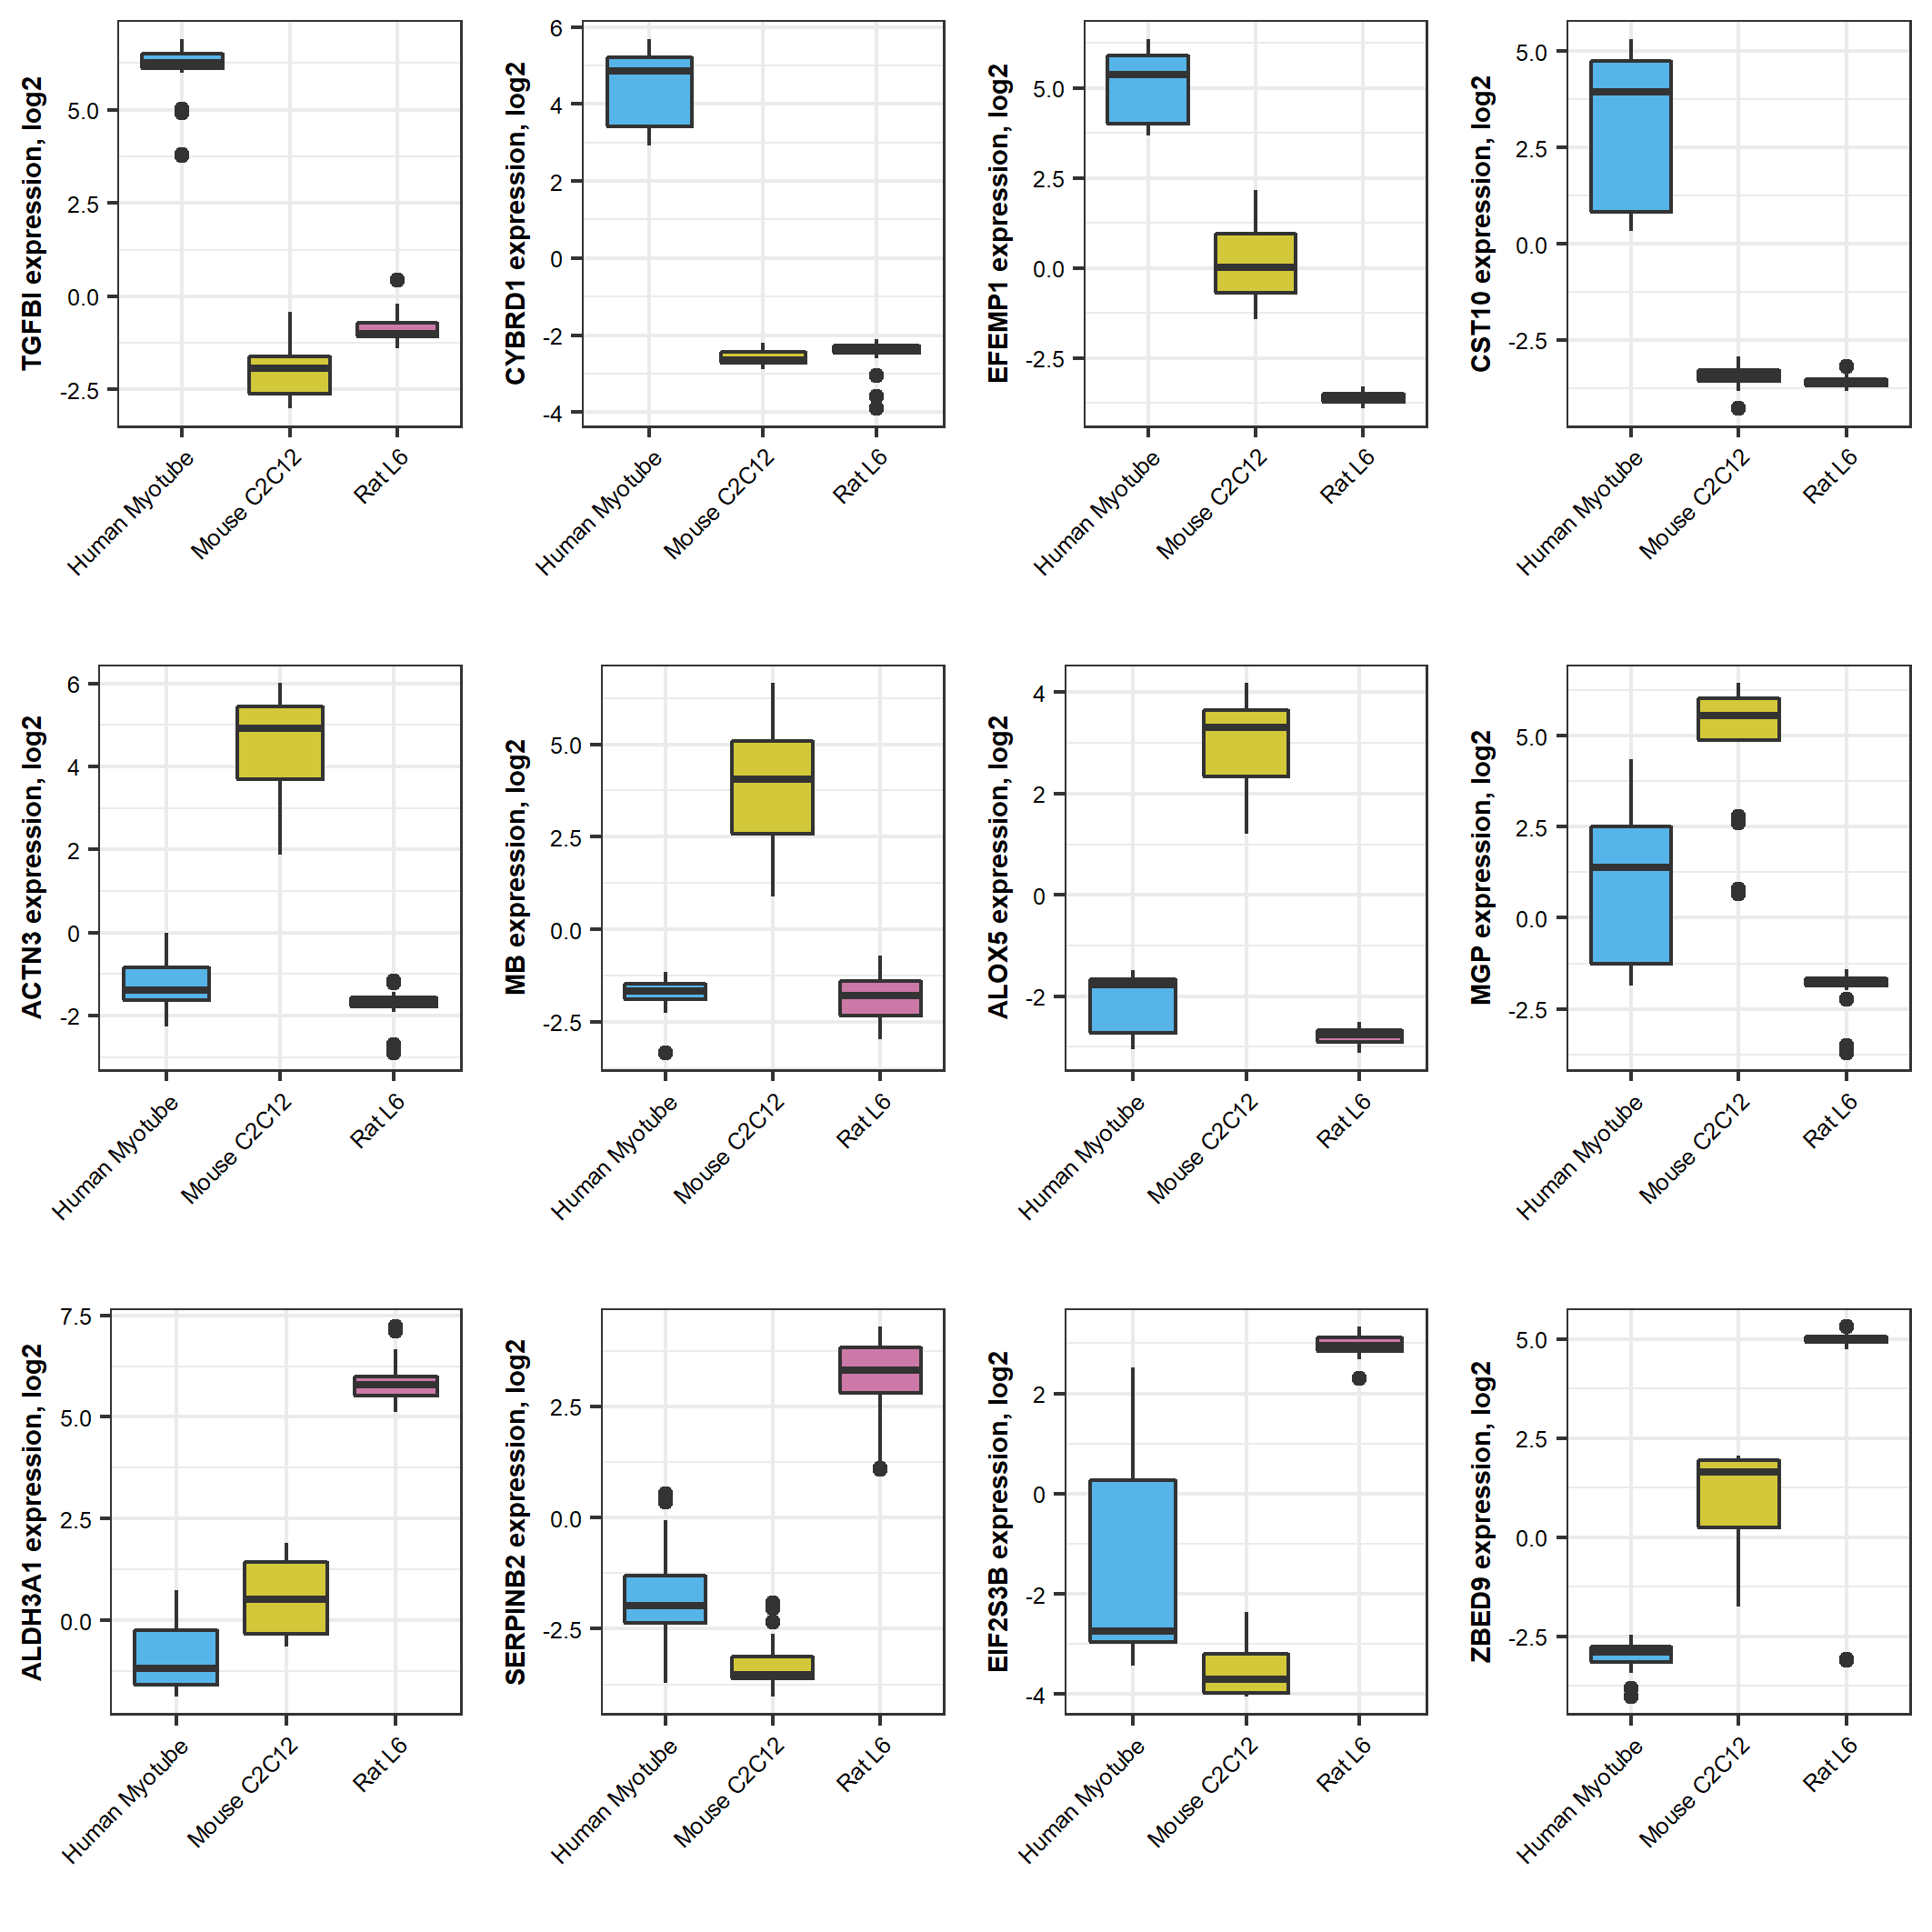 TGFBI expression, log2
5.0
2.5
0.0
-2.5
Human Myotube
Mouse C2C12
Rat L6
CYBRD1 expression, log2
6
4
2
0
-2
-4
Human Myotube
Mouse C2C12
Rat L6
EFEMP1 expression, log2
5.0
2.5
0.0
-2.5
Human Myotube
Mouse C2C12
Rat L6
CST10 expression, log2
5.0
2.5
0.0
-2.5
Human Myotube
Mouse C2C12
Rat L6
ACTN3 expression, log2
6
4
2
0
-2
Human Myotube
Mouse C2C12
Rat L6
MB expression, log2
5.0
2.5
0.0
-2.5
Human Myotube
Mouse C2C12
Rat L6
ALOX5 expression, log2
4
2
0
-2
Human Myotube
Mouse C2C12
Rat L6
MGP expression, log2
5.0
2.5
0.0
-2.5
Human Myotube
Mouse C2C12
Rat L6
ALDH3A1 expression, log2
7.5
5.0
2.5
0.0
Human Myotube
Mouse C2C12
Rat L6
SERPINB2 expression, log2
2.5
0.0
-2.5
Human Myotube
Mouse C2C12
Rat L6
EIF2S3B expression, log2
2
0
-2
-4
Human Myotube
Mouse C2C12
Rat L6
ZBED9 expression, log2
5.0
2.5
0.0
-2.5
Human Myotube
Mouse C2C12
Rat L6